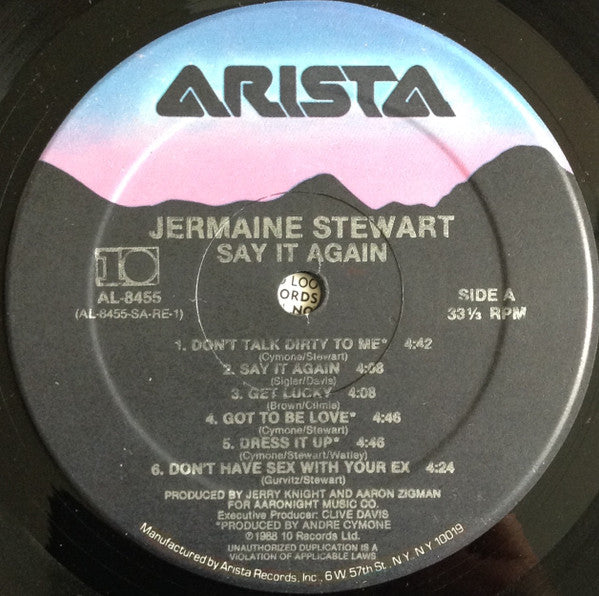 ARISTA
JERMAINE STEWART
SAY IT AGAIN
10
AL-8455
(AL-8455-SA-RE-1)
LOO
ORDS
NO
SIDE A
33⅓ RPM
1. DON'T TALK DIRTY TO ME* 4:42
(Cymone/Stewart)
2. SAY IT AGAIN 4:08
(Sigler/Davis)
3. GET LUCKY 4:08
(Brown/Climie)
4. GOT TO BE LOVE* 4:46
(Cymone/Stewart)
5. DRESS IT UP* 4:46
(Cymone/Stewart/Watley)
6. DON'T HAVE SEX WITH YOUR EX 4:24
(Gurvitz/Stewart)
PRODUCED BY JERRY KNIGHT AND AARON ZIGMAN
FOR AARONIGHT MUSIC CO.
Executive Producer: CLIVE DAVIS
*PRODUCED BY ANDRE CYMONE
℗1988 10 Records Ltd.
UNAUTHORIZED DUPLICATION IS A
VIOLATION OF APPLICABLE LAWS
Manufactured by Arista Records, Inc., 6 W. 57th St., N.Y. N.Y. 10019